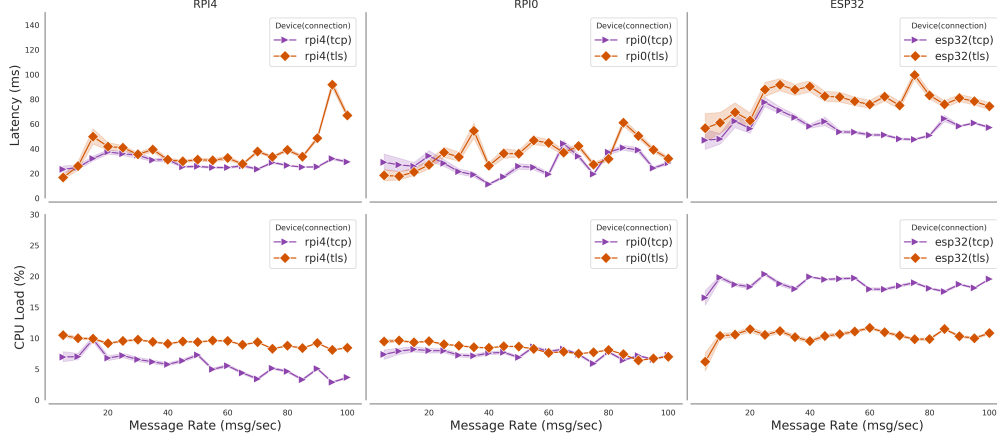 RPI4
RPI0
ESP32
Latency (ms)
140
120
100
80
60
40
20
0
Device(connection)
rpi4(tcp)
rpi4(tls)
Device(connection)
rpi0(tcp)
rpi0(tls)
Device(connection)
esp32(tcp)
esp32(tls)
CPU Load (%)
30
25
20
15
10
5
0
Device(connection)
rpi4(tcp)
rpi4(tls)
Device(connection)
rpi0(tcp)
rpi0(tls)
Device(connection)
esp32(tcp)
esp32(tls)
20 40 60 80 100
20 40 60 80 100
20 40 60 80 100
Message Rate (msg/sec)
Message Rate (msg/sec)
Message Rate (msg/sec)